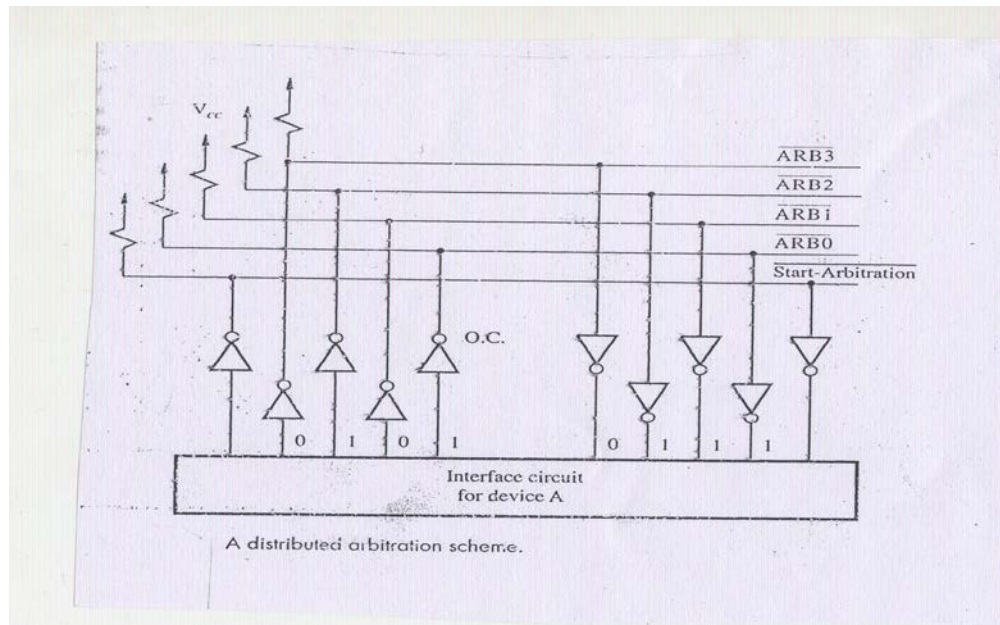 V_cc
ARB3
ARB2
ARB1
ARB0
Start-Arbitration
O.C.
0 1 0 1 0 1 1 1
Interface circuit
for device A
A distributed arbitration scheme.